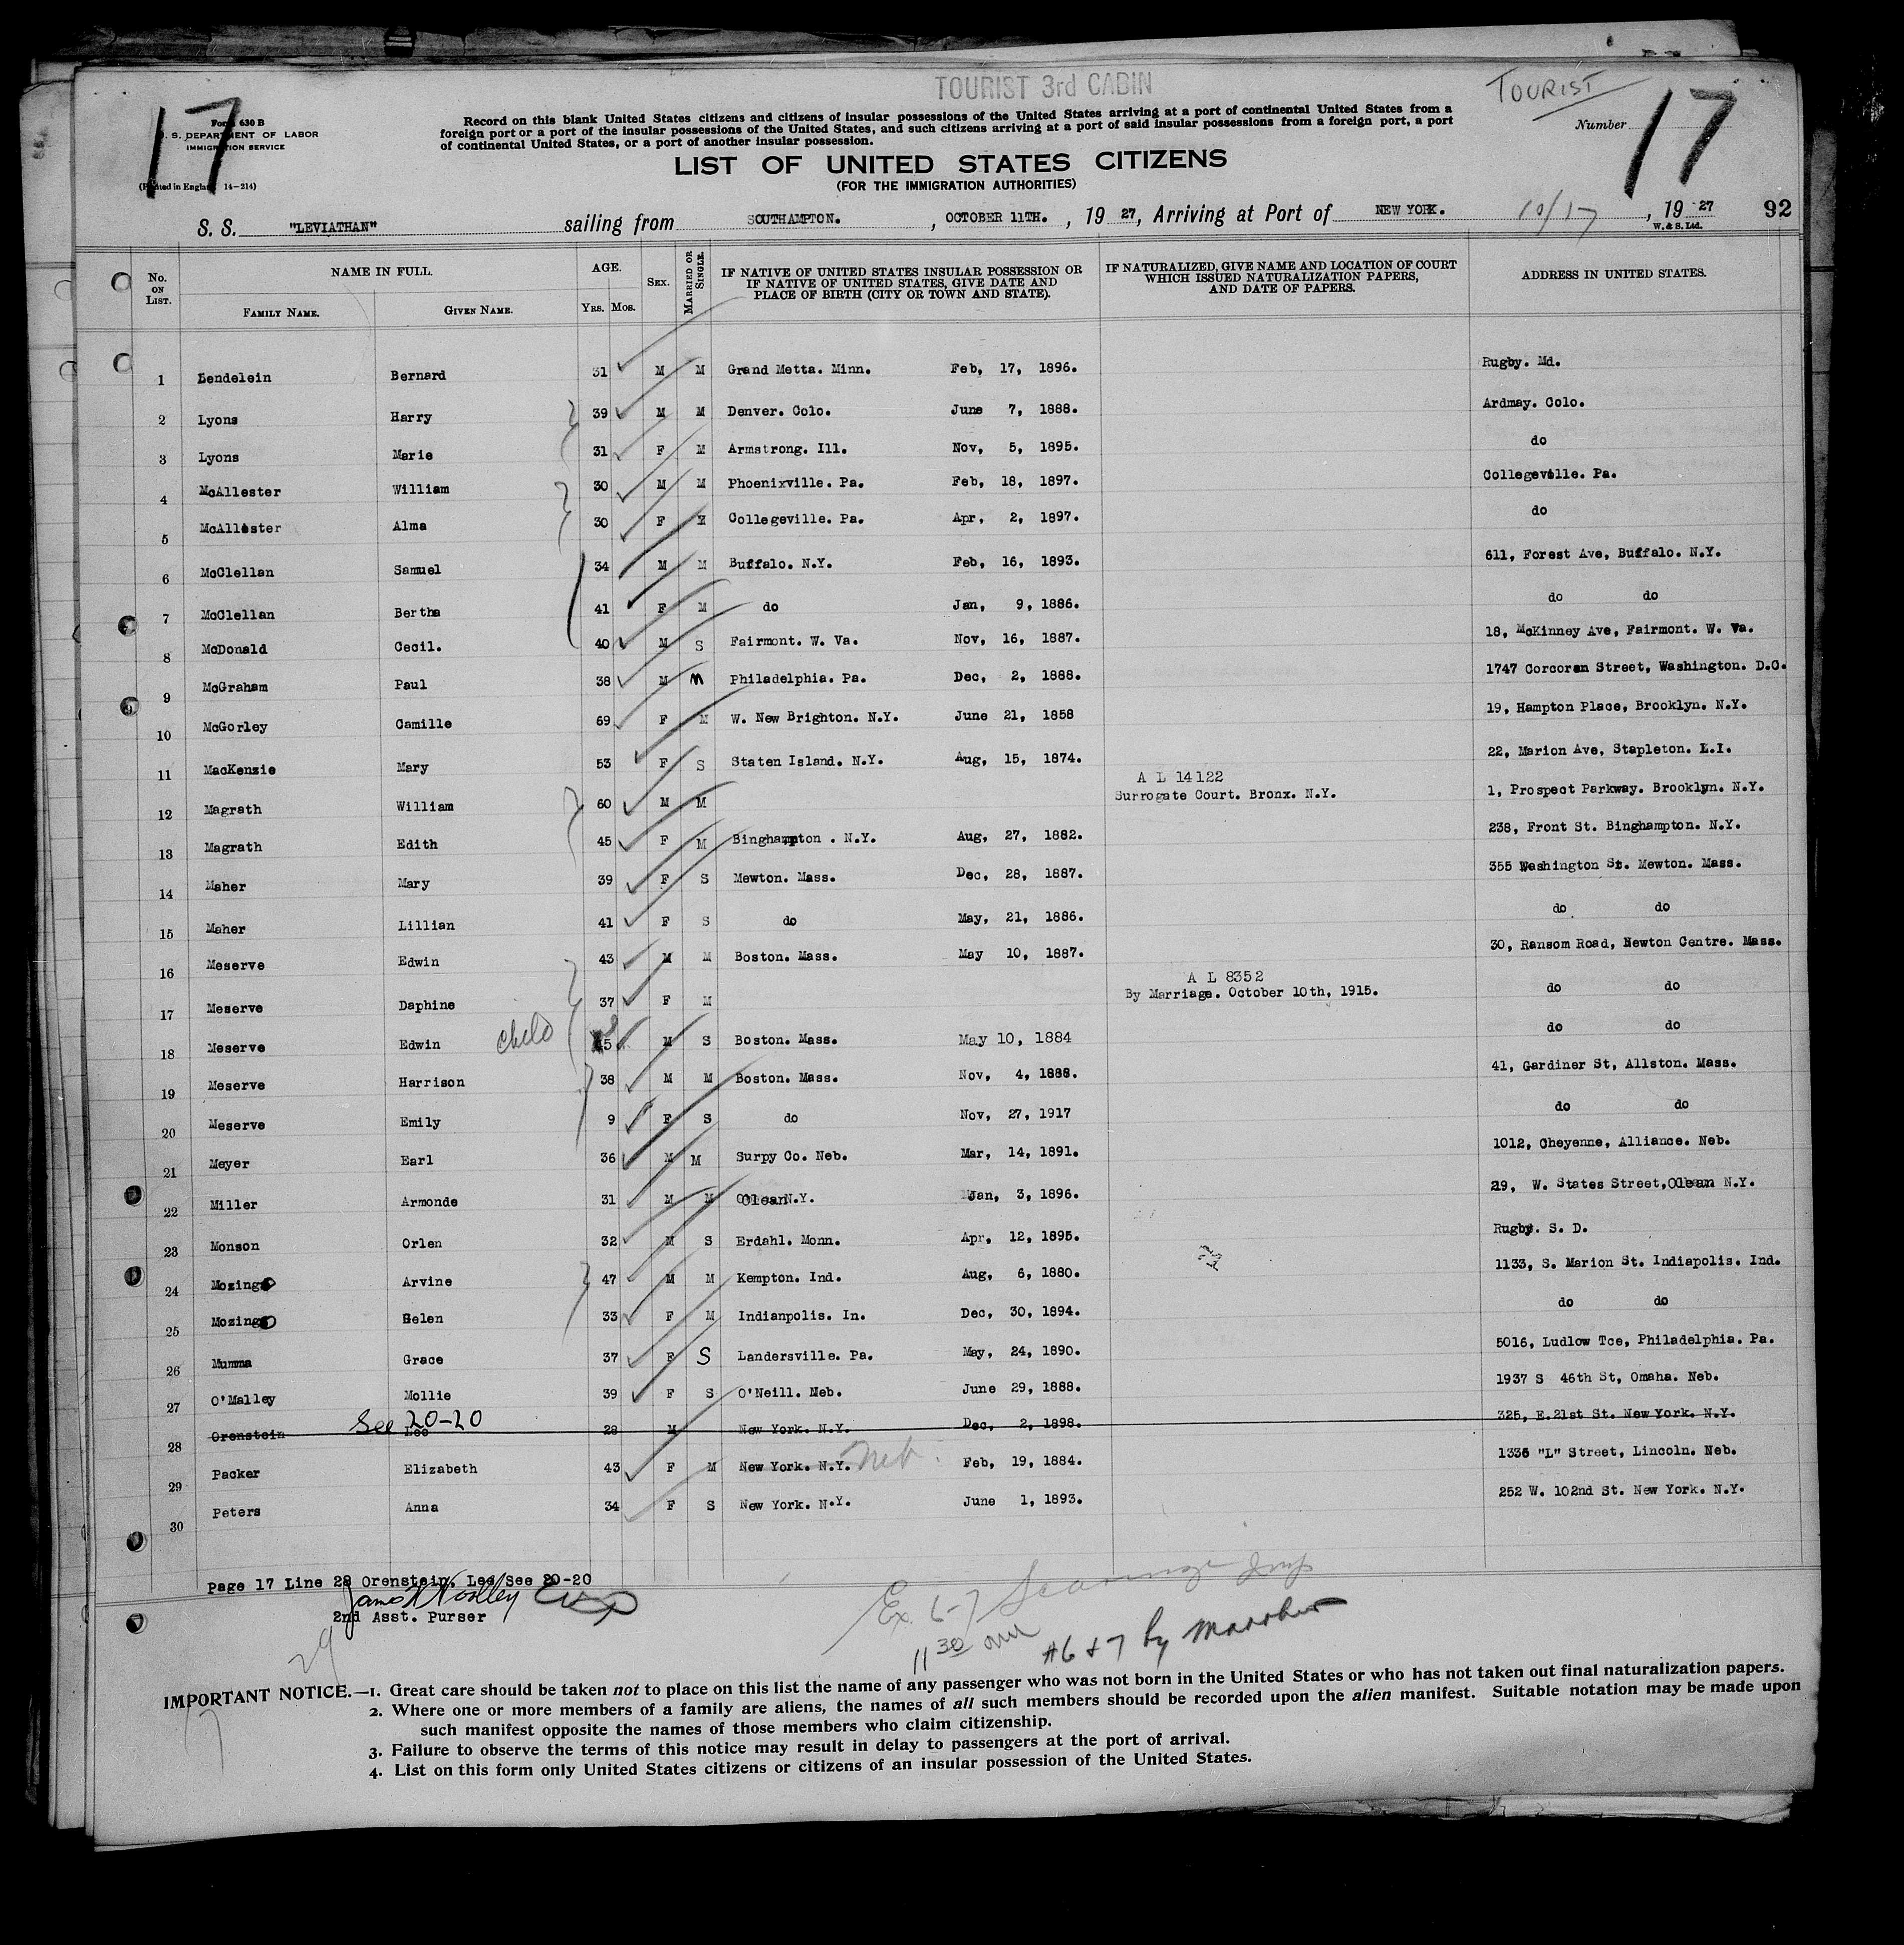 TOURIST 3rd CABIN
TOURIST
17
17
Form 630 B
U. S. DEPARTMENT OF LABOR
IMMIGRATION SERVICE
(Printed in England 14-214)
Record on this blank United States citizens and citizens of insular possessions of the United States arriving at a port of continental United States from a
foreign port or a port of the insular possessions of the United States, and such citizens arriving at a port of said insular possessions from a foreign port, a port
of continental United States, or a port of another insular possession.
Number
LIST OF UNITED STATES CITIZENS
(FOR THE IMMIGRATION AUTHORITIES)
S. S. "LEVIATHAN" sailing from SOUTHAMPTON. , OCTOBER 11TH. , 19 27, Arriving at Port of NEW YORK. 10/17 , 19 27 92
W. & S. Ltd.
No. ON LIST. NAME IN FULL. AGE. SEX. MARRIED OR SINGLE. IF NATIVE OF UNITED STATES INSULAR POSSESSION OR IF NATIVE OF UNITED STATES, GIVE DATE AND PLACE OF BIRTH (CITY OR TOWN AND STATE). IF NATURALIZED, GIVE NAME AND LOCATION OF COURT WHICH ISSUED NATURALIZATION PAPERS, AND DATE OF PAPERS. ADDRESS IN UNITED STATES.
FAMILY NAME. GIVEN NAME. YRS. MOS.
1 Lendelein Bernard 31 M M Grand Metta. Minn. Feb, 17, 1896. Rugby. Md.
2 Lyons Harry 39 M M Denver. Colo. June 7, 1888. Ardmay. Colo.
3 Lyons Marie 31 F M Armstrong. Ill. Nov, 5, 1895. do
4 McAllester William 30 M M Phoenixville. Pa. Feb, 18, 1897. Collegeville. Pa.
5 McAllester Alma 30 F M Collegeville. Pa. Apr, 2, 1897. do
6 McClellan Samuel 34 M M Buffalo. N.Y. Feb, 16, 1893. 611, Forest Ave, Buffalo. N.Y.
7 McClellan Bertha 41 F M do Jan, 9, 1886. do do
8 McDonald Cecil. 40 M S Fairmont. W. Va. Nov, 16, 1887. 18, McKinney Ave, Fairmont. W. Va.
9 McGraham Paul 38 M M Philadelphia. Pa. Dec, 2, 1888. 1747 Corcoran Street, Washington. D.C.
10 McGorley Camille 69 F M W. New Brighton. N.Y. June 21, 1858 19, Hampton Place, Brooklyn. N.Y.
11 MacKenzie Mary 53 F S Staten Island. N.Y. Aug, 15, 1874. 22, Marion Ave, Stapleton. L.I.
A L 14122
12 Magrath William 60 M M Surrogate Court. Bronx. N.Y. 1, Prospect Parkway. Brooklyn. N.Y.
13 Magrath Edith 45 F M Binghampton . N.Y. Aug, 27, 1882. 238, Front St. Binghampton. N.Y.
14 Maher Mary 39 F S Mewton. Mass. Dec, 28, 1887. 355 Washington St. Mewton. Mass.
15 Maher Lillian 41 F S do May, 21, 1886. do do
16 Meserve Edwin 43 M M Boston. Mass. May 10, 1887. 30, Ransom Road, Newton Centre. Mass.
A L 8352
17 Meserve Daphine 37 F M By Marriage. October 10th, 1915. do do
18 Meserve Edwin child M S Boston. Mass. May 10, 1884 do do
19 Meserve Harrison 38 M M Boston. Mass. Nov, 4, 1888. 41, Gardiner St, Allston. Mass.
20 Meserve Emily 9 F S do Nov, 27, 1917 do do
21 Meyer Earl 36 M M Surpy Co. Neb. Mar, 14, 1891. 1012, Cheyenne, Alliance. Neb.
22 Miller Armonde 31 M M Olean N.Y. Jan, 3, 1896. 29, W. States Street, Olean N.Y.
23 Monson Orlen 32 M S Erdahl. Monn. Apr, 12, 1895. Rugby. S. D.
24 Mozingo Arvine 47 M M Kempton. Ind. Aug, 6, 1880. 1133, S. Marion St. Indiapolis. Ind.
25 Mozingo Helen 33 F M Indianpolis. In. Dec, 30, 1894. do do
26 Mumma Grace 37 F S Landersville. Pa. May, 24, 1890. 5016, Ludlow Tce, Philadelphia. Pa.
27 O'Malley Mollie 39 F S O'Neill. Neb. June 29, 1888. 1937 S 46th St, Omaha. Neb.
See 20-20
28 Orenstein Lee 28 M New York. N.Y. Dec, 2, 1898. 325, E. 21st St. New York. N.Y.
29 Packer Elizabeth 43 F M New York. N.Y. Neb. Feb, 19, 1884. 1336 "L" Street, Lincoln. Neb.
30 Peters Anna 34 F S New York. N.Y. June 1, 1893. 252 W. 102nd St. New York. N.Y.
Page 17 Line 28 Orenstein, Lee See 20-20
2nd Asst. Purser
29
Ex 6-7
11 30 am
#6 & 7 by
IMPORTANT NOTICE.—1. Great care should be taken not to place on this list the name of any passenger who was not born in the United States or who has not taken out final naturalization papers.
2. Where one or more members of a family are aliens, the names of all such members should be recorded upon the alien manifest. Suitable notation may be made upon
such manifest opposite the names of those members who claim citizenship.
3. Failure to observe the terms of this notice may result in delay to passengers at the port of arrival.
4. List on this form only United States citizens or citizens of an insular possession of the United States.